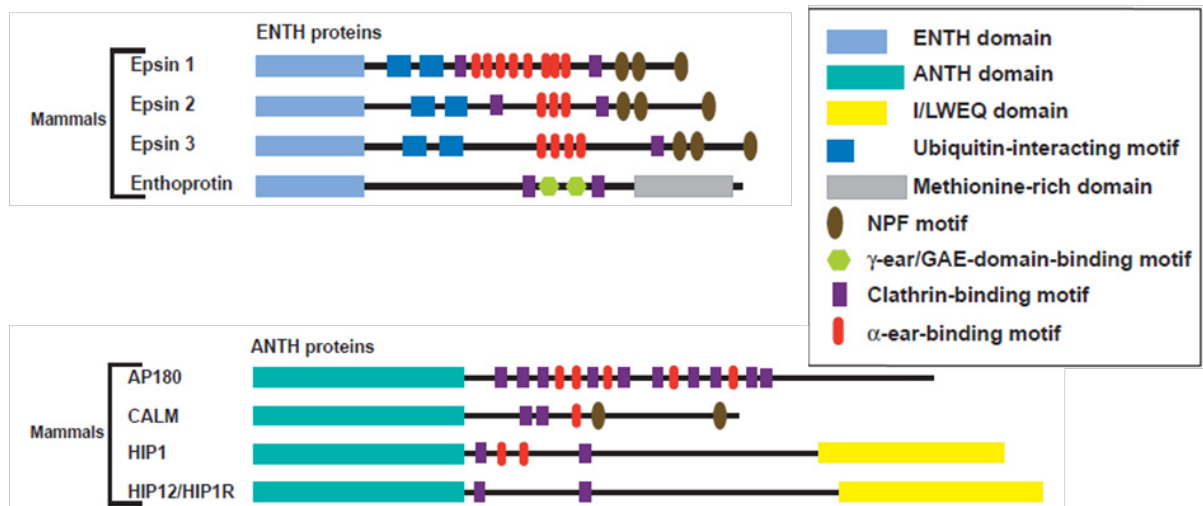 ENTH proteins
Epsin 1
Epsin 2
Mammals
Epsin 3
Enthoprotin
ENTH domain
ANTH domain
I/LWEQ domain
Ubiquitin-interacting motif
Methionine-rich domain
NPF motif
γ-ear/GAE-domain-binding motif
Clathrin-binding motif
α-ear-binding motif
ANTH proteins
AP180
CALM
Mammals
HIP1
HIP12/HIP1R